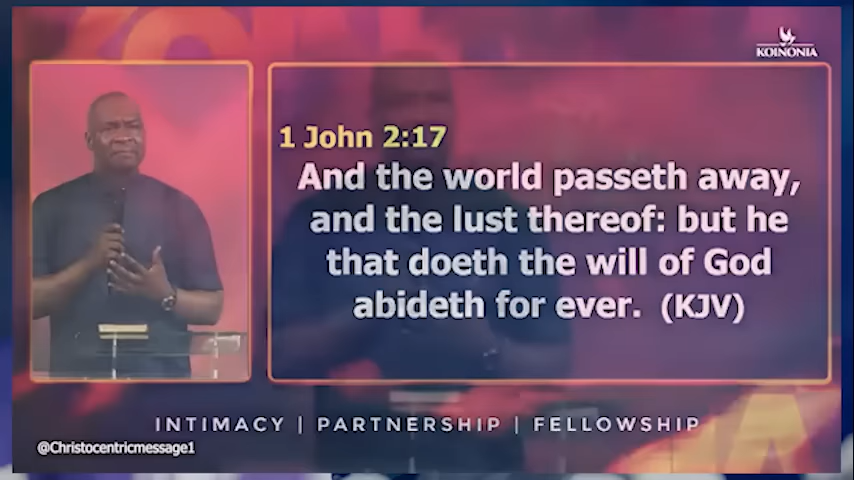 KOINONIA
1 John 2:17
And the world passeth away,
and the lust thereof: but he
that doeth the will of God
abideth for ever. (KJV)
INTIMACY | PARTNERSHIP | FELLOWSHIP
@Christocentricmessage1